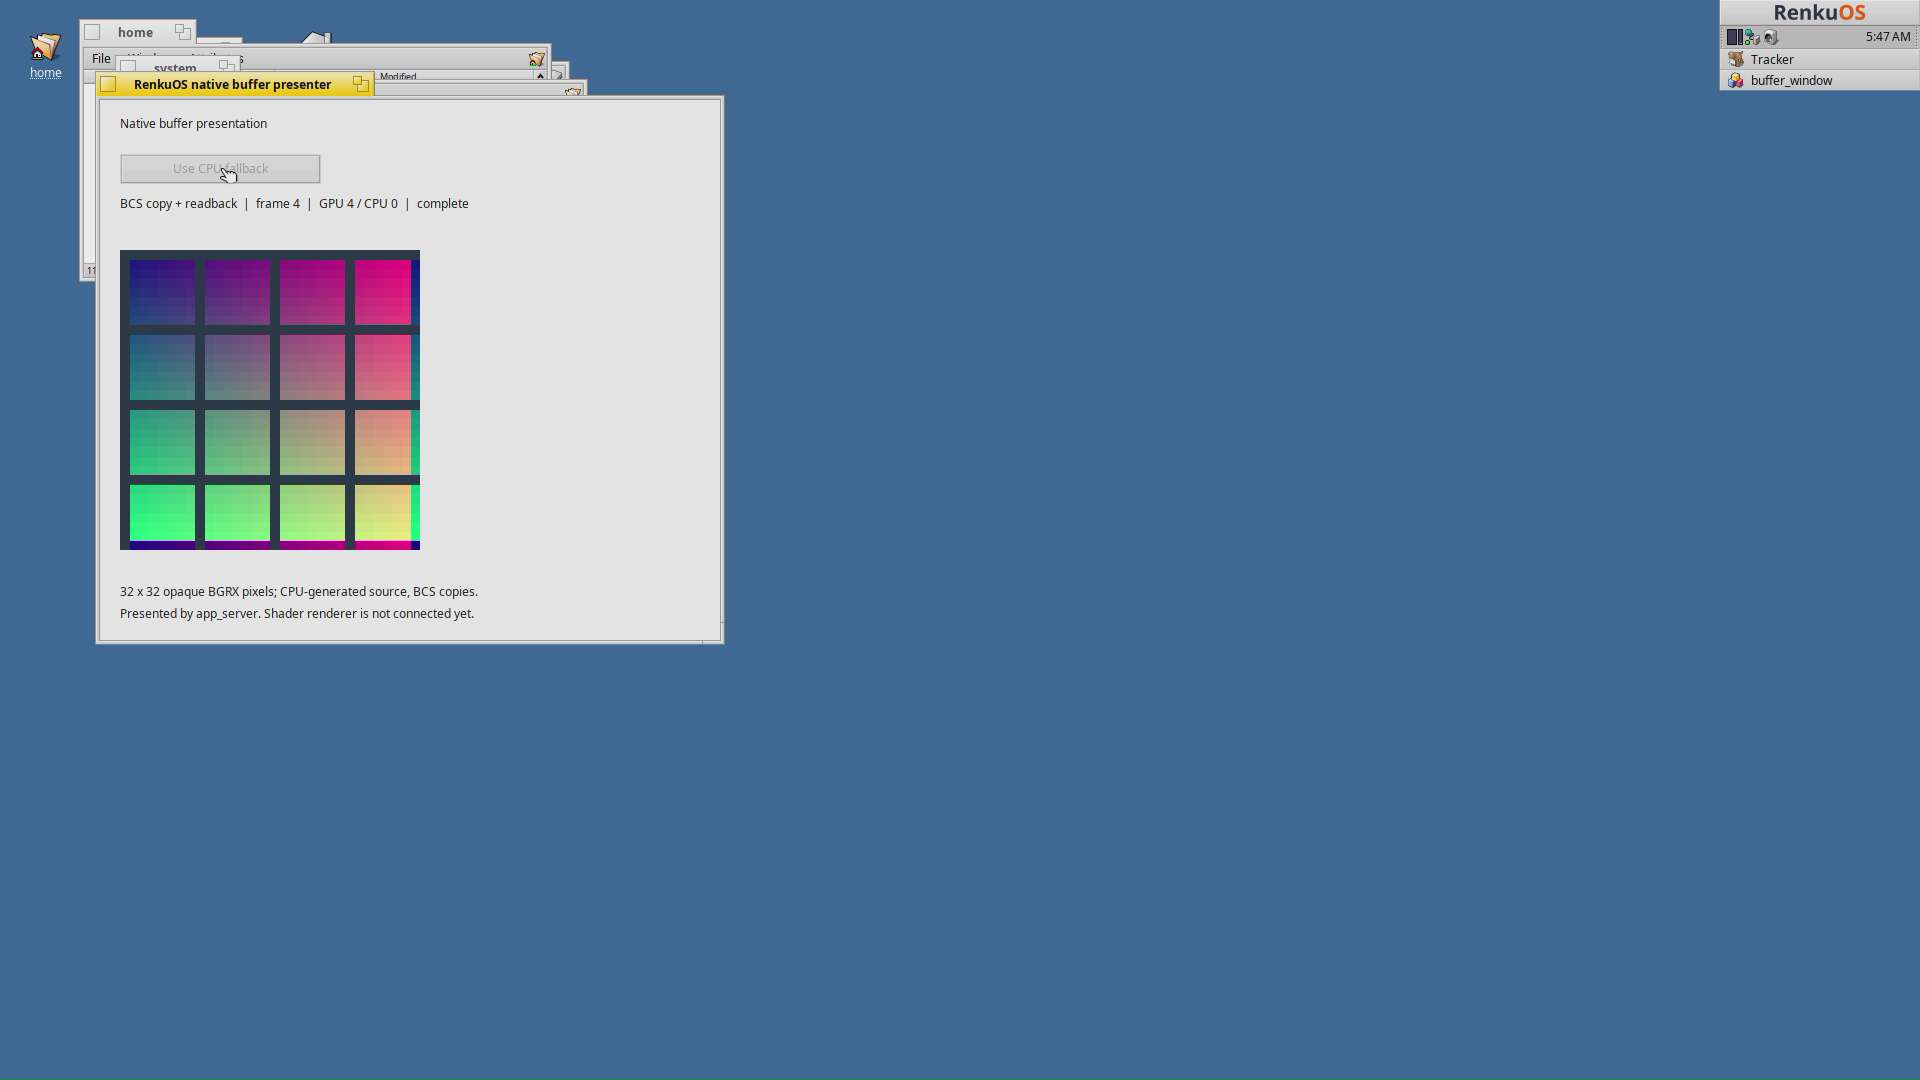 RenkuOS
5:47 AM
Tracker
buffer_window
home
home
File
Modified
system
RenkuOS native buffer presenter
Native buffer presentation
Use CPU fallback
BCS copy + readback | frame 4 | GPU 4 / CPU 0 | complete
11
32 x 32 opaque BGRX pixels; CPU-generated source, BCS copies.
Presented by app_server. Shader renderer is not connected yet.